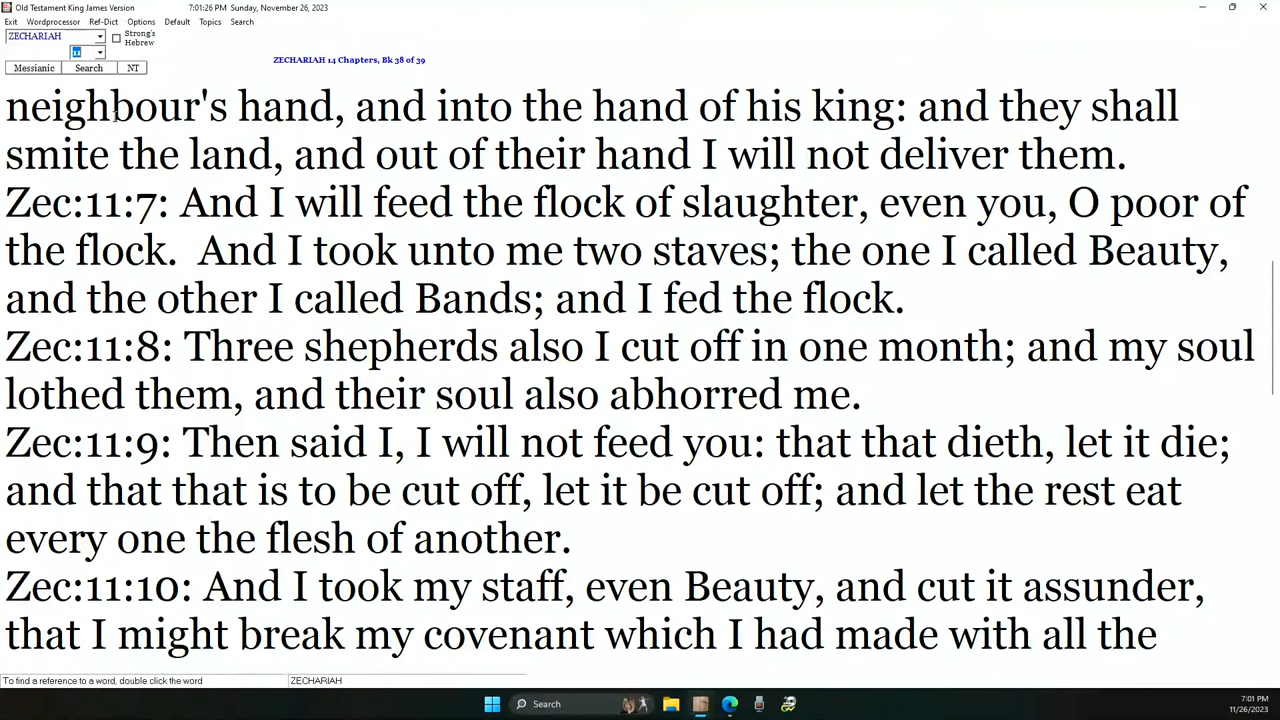 Old Testament King James Version 7:01:26 PM Sunday, November 26, 2023
Exit Wordprocessor Ref-Dict Options Default Topics Search
ZECHARIAH Strong's
Hebrew
11
ZECHARIAH 14 Chapters, Bk 38 of 39
Messianic Search NT
neighbour's hand, and into the hand of his king: and they shall
smite the land, and out of their hand I will not deliver them.
Zec:11:7: And I will feed the flock of slaughter, even you, O poor of
the flock.  And I took unto me two staves; the one I called Beauty,
and the other I called Bands; and I fed the flock.
Zec:11:8: Three shepherds also I cut off in one month; and my soul
lothed them, and their soul also abhorred me.
Zec:11:9: Then said I, I will not feed you: that that dieth, let it die;
and that that is to be cut off, let it be cut off; and let the rest eat
every one the flesh of another.
Zec:11:10: And I took my staff, even Beauty, and cut it assunder,
that I might break my covenant which I had made with all the
To find a reference to a word, double click the word ZECHARIAH
Search
7:01 PM
11/26/2023